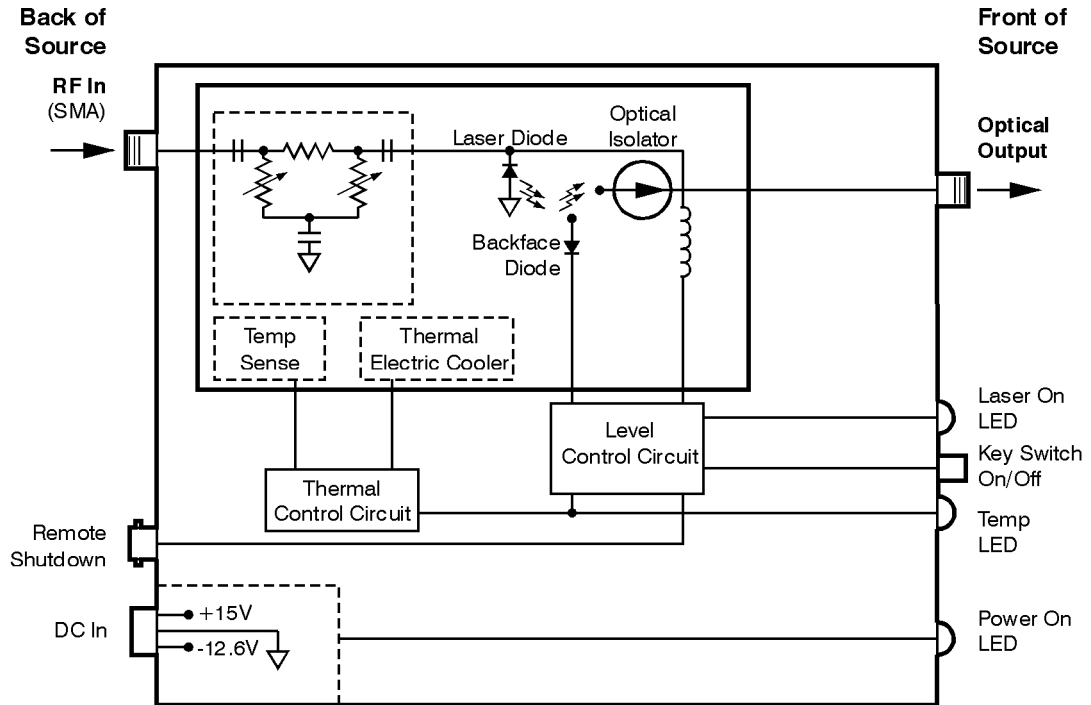 Back of
Source
Front of
Source
RF In
(SMA)
Optical
Isolator
Laser Diode
Optical
Output
Backface
Diode
Temp
Sense
Thermal
Electric Cooler
Laser On
LED
Level
Control Circuit
Key Switch
On/Off
Thermal
Control Circuit
Temp
LED
Remote
Shutdown
+15V
DC In
-12.6V
Power On
LED